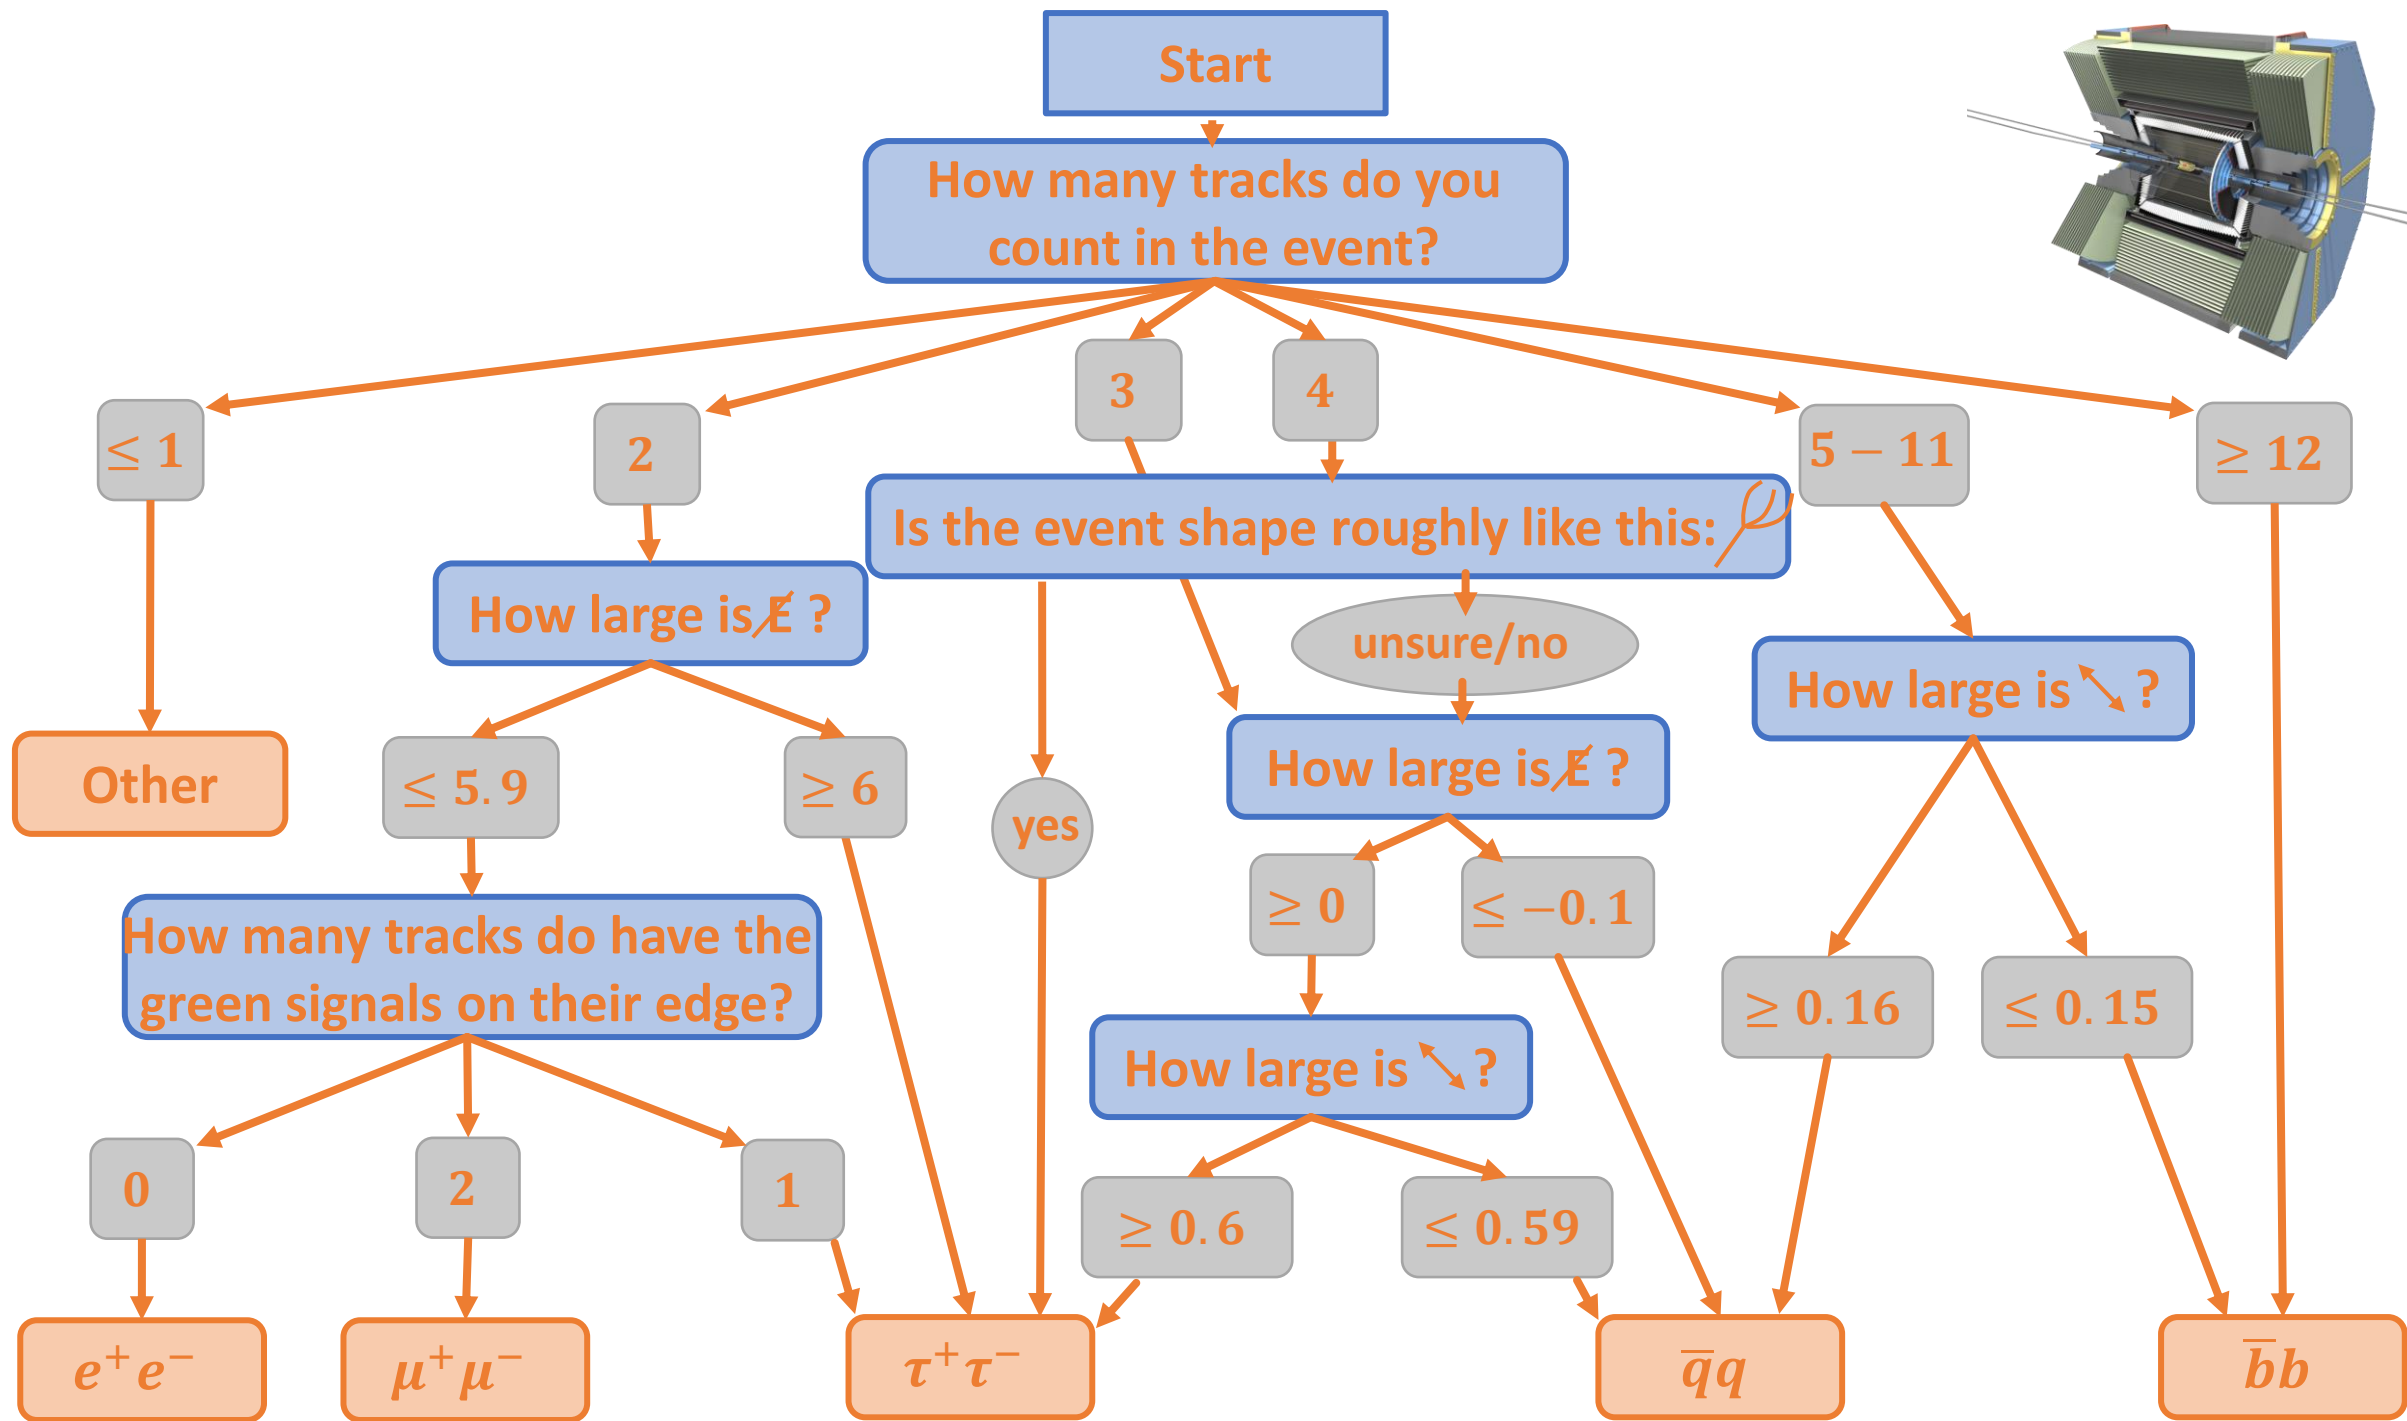 Start
How many tracks do you
count in the event?
3
4
≤ 1
2
5 − 11
≥ 12
Is the event shape roughly like this:
How large is E̸ ?
unsure/no
How large is ⤡ ?
How large is E̸ ?
Other
≤ 5.9
≥ 6
yes
≥ 0
≤ −0.1
How many tracks do have the
green signals on their edge?
≥ 0.16
≤ 0.15
How large is ⤡ ?
0
2
1
≥ 0.6
≤ 0.59
e⁺e⁻
μ⁺μ⁻
τ⁺τ⁻
q̅q
b̅b